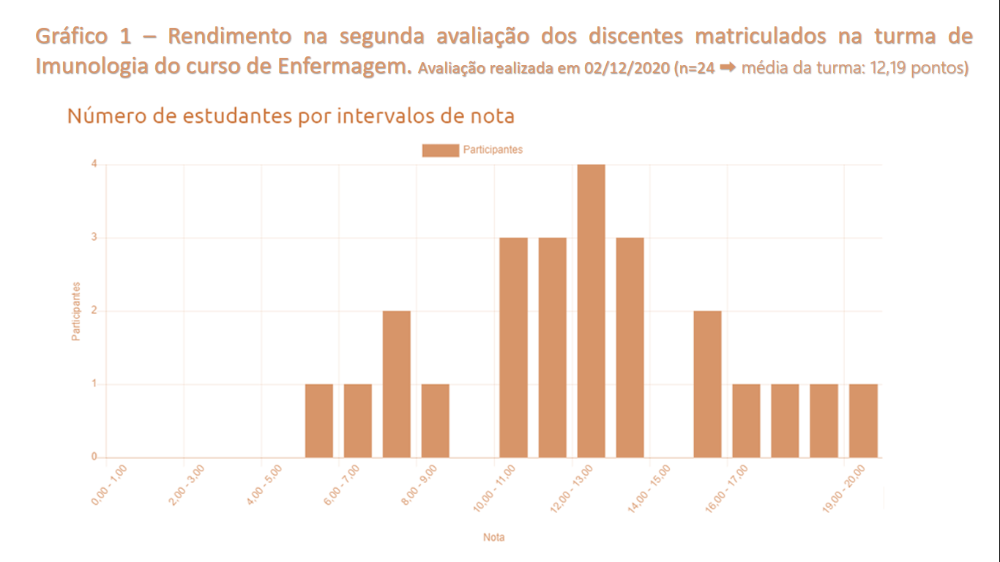 Gráfico 1 – Rendimento na segunda avaliação dos discentes matriculados na turma de
Imunologia do curso de Enfermagem. Avaliação realizada em 02/12/2020 (n=24 ➡ média da turma: 12,19 pontos)
Número de estudantes por intervalos de nota
Participantes
4
3
2
1
0
Participantes
0,00 - 1,00
2,00 - 3,00
4,00 - 5,00
6,00 - 7,00
8,00 - 9,00
10,00 - 11,00
12,00 - 13,00
14,00 - 15,00
16,00 - 17,00
19,00 - 20,00
Nota